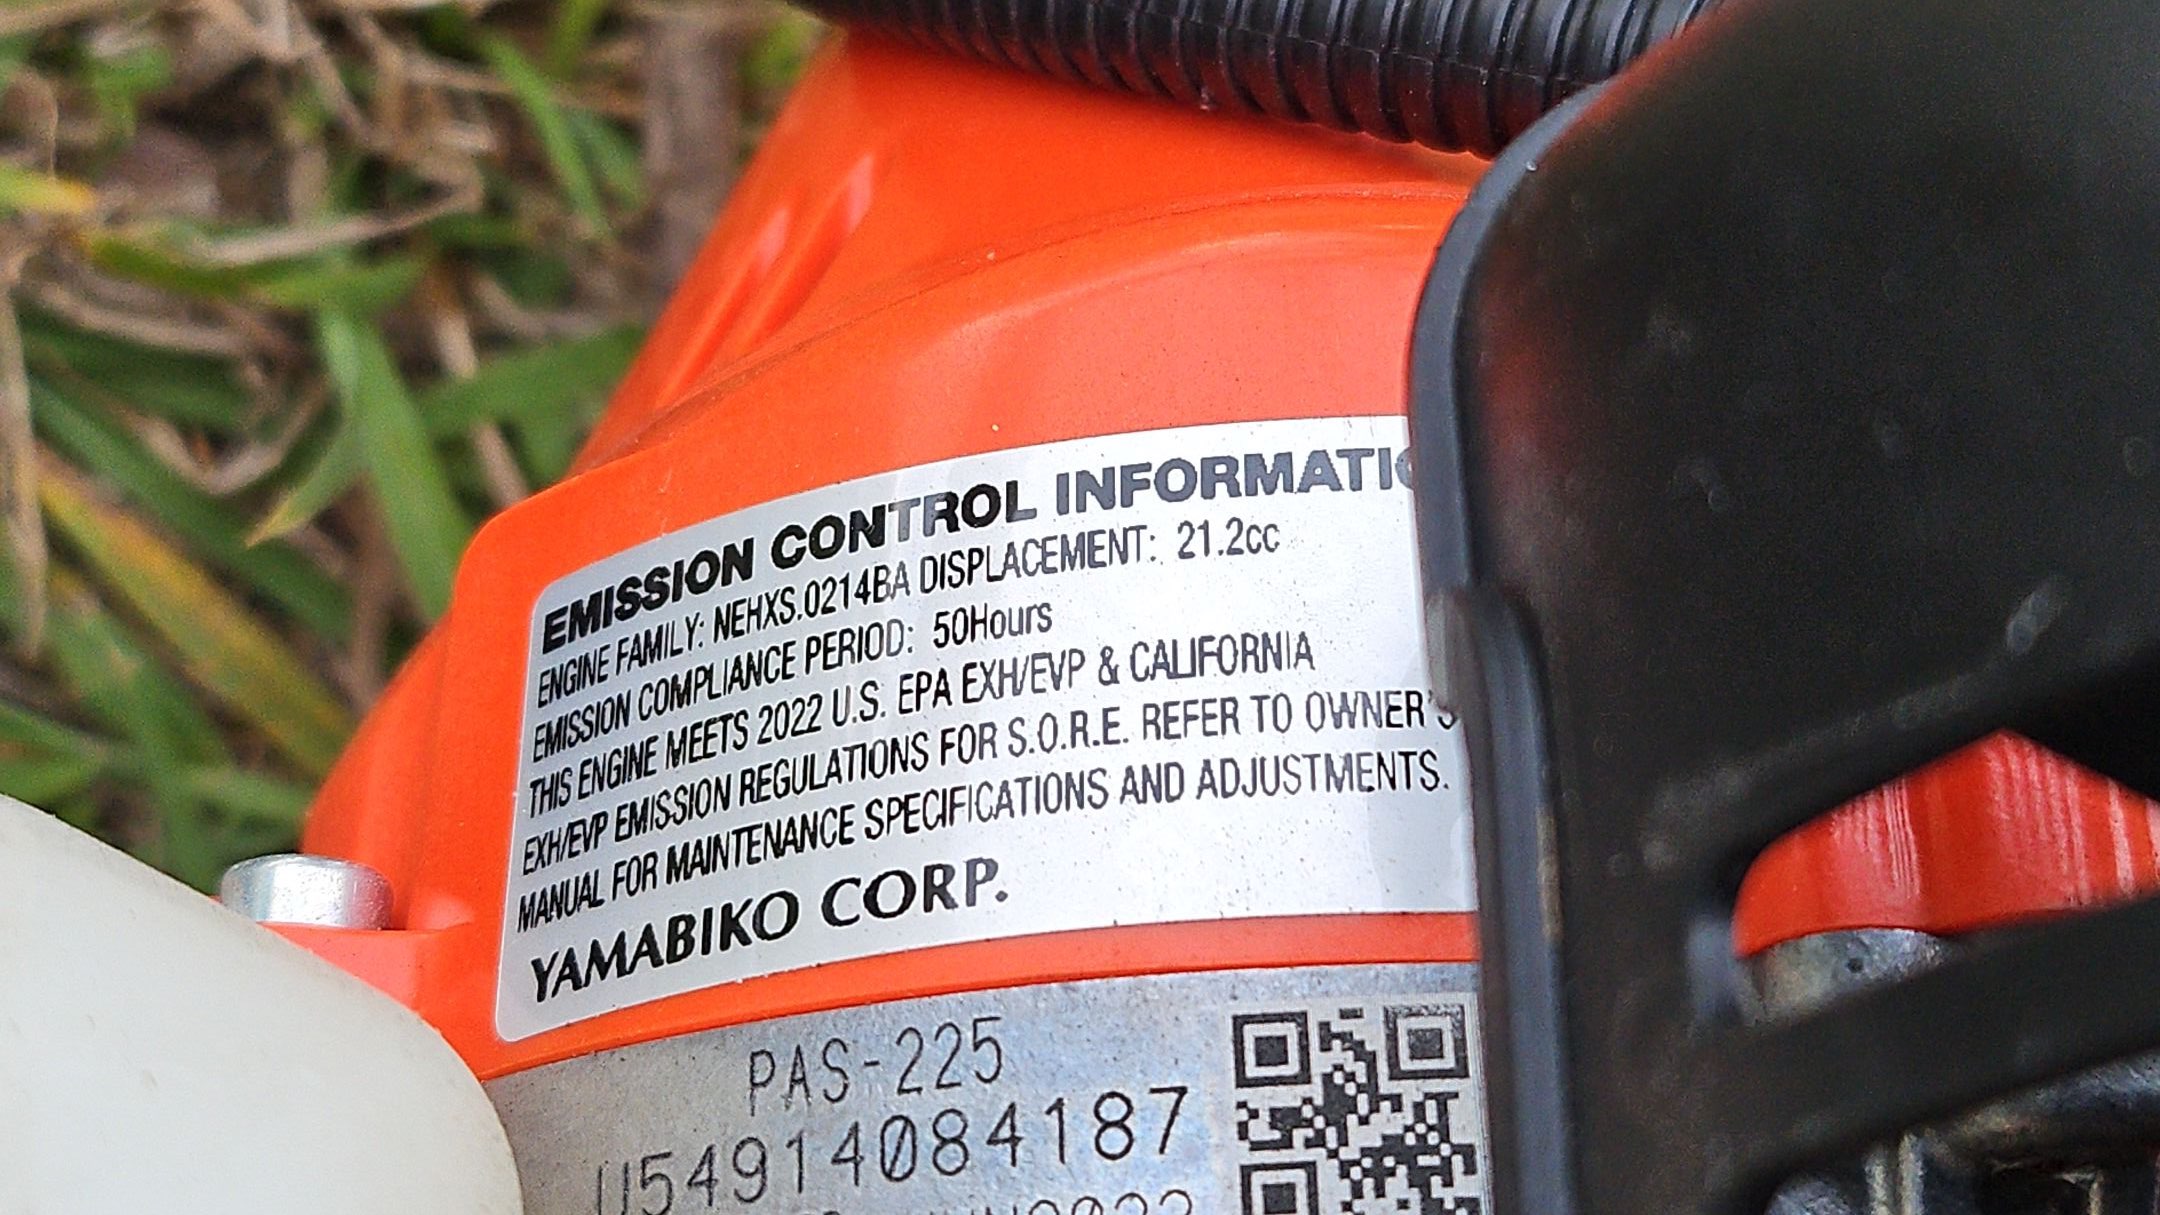 EMISSION CONTROL INFORMATIO
ENGINE FAMILY: NEHXS.0214BA DISPLACEMENT: 21.2cc
EMISSION COMPLIANCE PERIOD: 50Hours
THIS ENGINE MEETS 2022 U.S. EPA EXH/EVP & CALIFORNIA
EXH/EVP EMISSION REGULATIONS FOR S.O.R.E. REFER TO OWNER'S
MANUAL FOR MAINTENANCE SPECIFICATIONS AND ADJUSTMENTS.
YAMABIKO CORP.
PAS-225
U54914084187